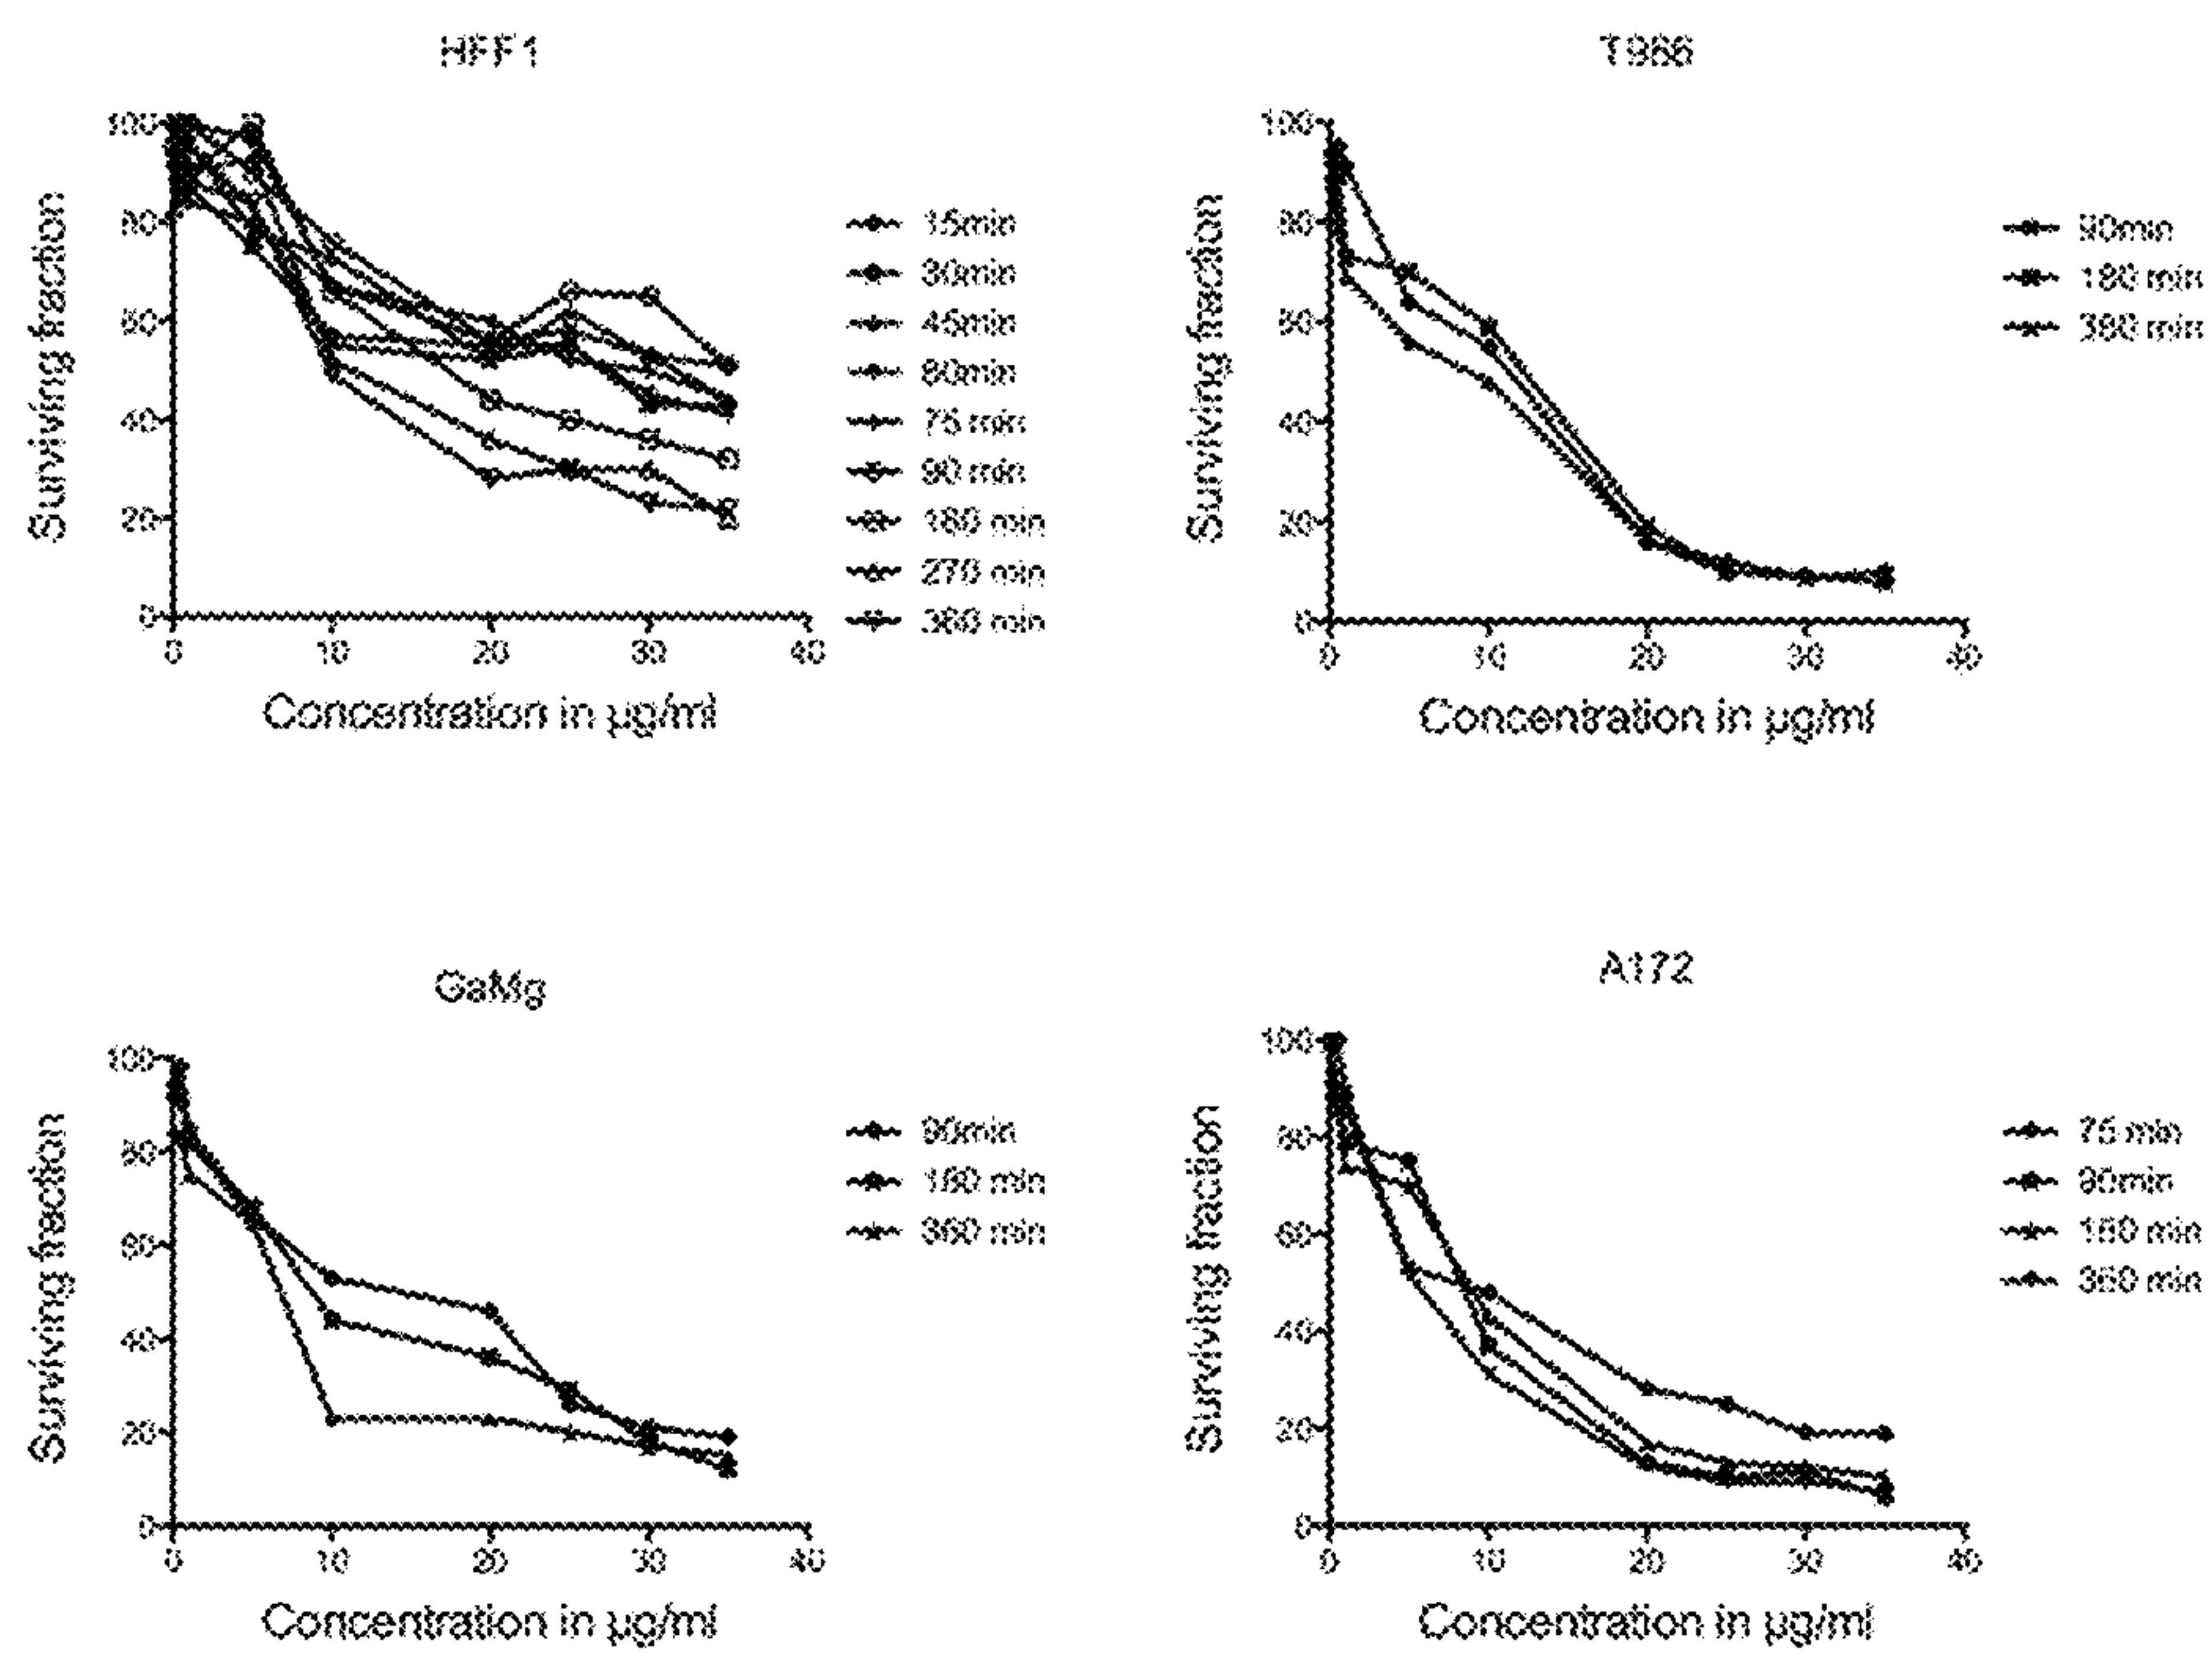 HFF1
Surviving fraction
100
80
60
40
20
0
0 10 20 30 40
Concentration in µg/ml
15min
30min
45min
60min
75 min
90 min
180 min
270 min
360 min
Surviving fraction
100
80
60
40
20
0
0 10 20 30 40
Concentration in µg/ml
90min
180 min
GaMg
Surviving fraction
100
80
60
40
20
0
0 10 20 30 40
Concentration in µg/ml
90min
180 min
360 min
A172
Surviving fraction
100
80
60
40
20
0
0 10 20 30 40
Concentration in µg/ml
75 min
90min
180 min
360 min